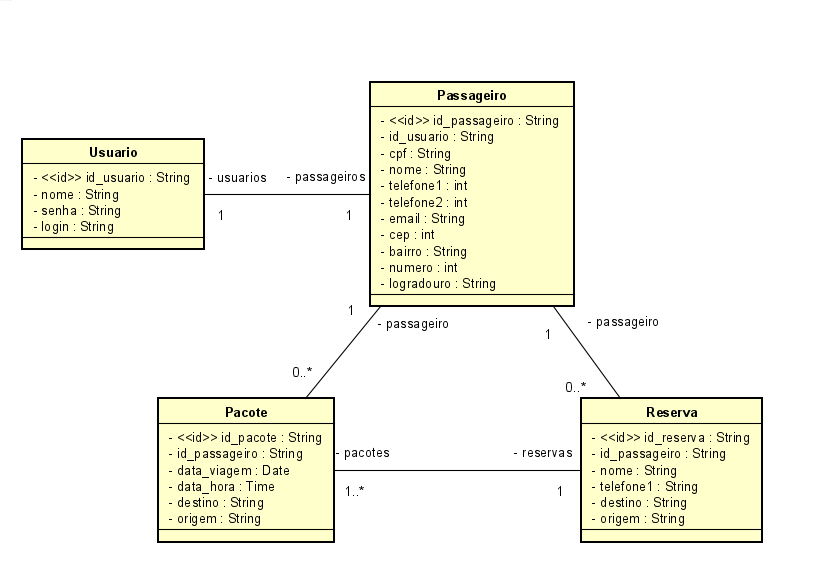 Passageiro
- <<id>> id_passageiro : String
- id_usuario : String
- cpf : String
- nome : String
- telefone1 : int
- telefone2 : int
- email : String
- cep : int
- bairro : String
- numero : int
- logradouro : String
Usuario
- <<id>> id_usuario : String
- nome : String
- senha : String
- login : String
- usuarios
- passageiros
1
1
1
- passageiro
0..*
1
- passageiro
0..*
Pacote
- <<id>> id_pacote : String
- id_passageiro : String
- data_viagem : Date
- data_hora : Time
- destino : String
- origem : String
- pacotes
- reservas
1..*
1
Reserva
- <<id>> id_reserva : String
- id_passageiro : String
- nome : String
- telefone1 : String
- destino : String
- origem : String